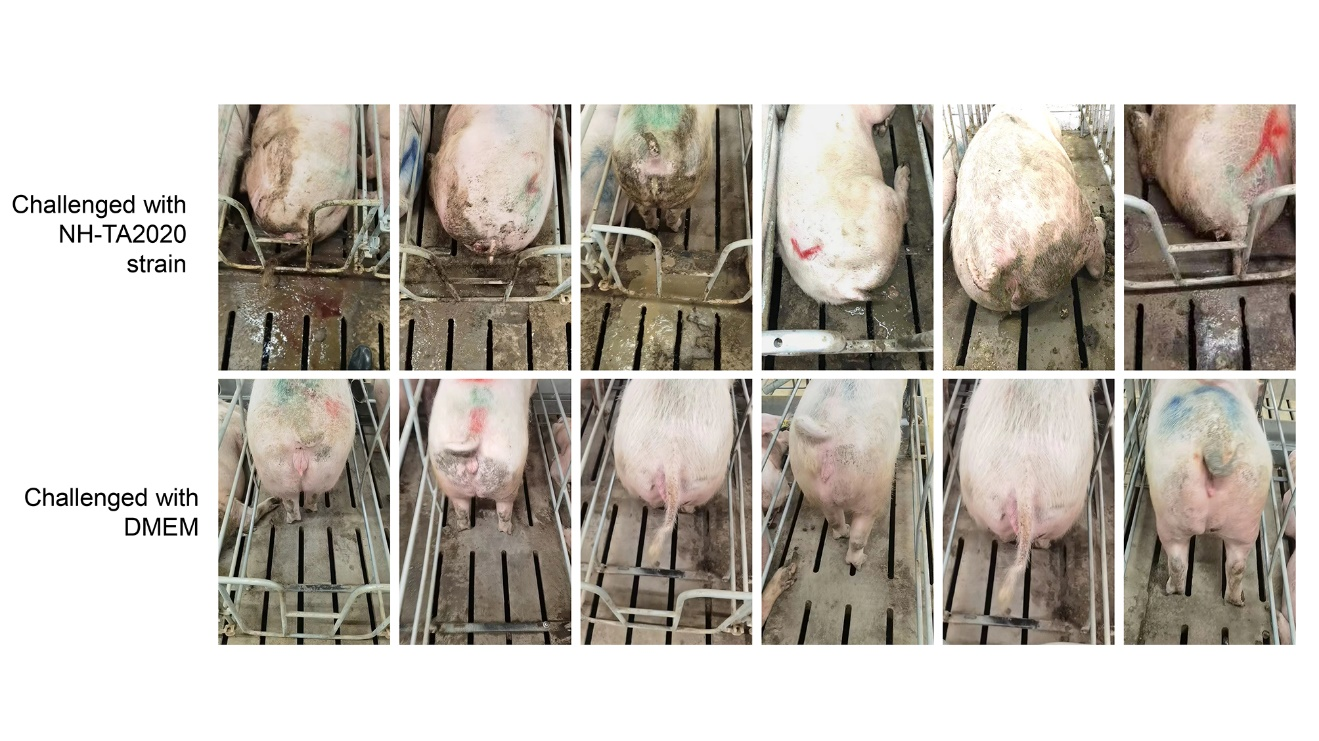 Challenged with
NH-TA2020
strain
Challenged with
DMEM